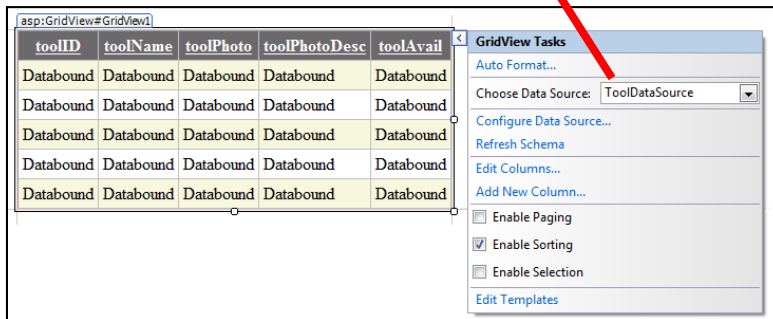 asp:GridView#GridView1
toolID toolName toolPhoto toolPhotoDesc toolAvail
Databound Databound Databound Databound Databound
Databound Databound Databound Databound Databound
Databound Databound Databound Databound Databound
Databound Databound Databound Databound Databound
Databound Databound Databound Databound Databound
GridView Tasks
Auto Format...
Choose Data Source: ToolDataSource
Configure Data Source...
Refresh Schema
Edit Columns...
Add New Column...
Enable Paging
Enable Sorting
Enable Selection
Edit Templates